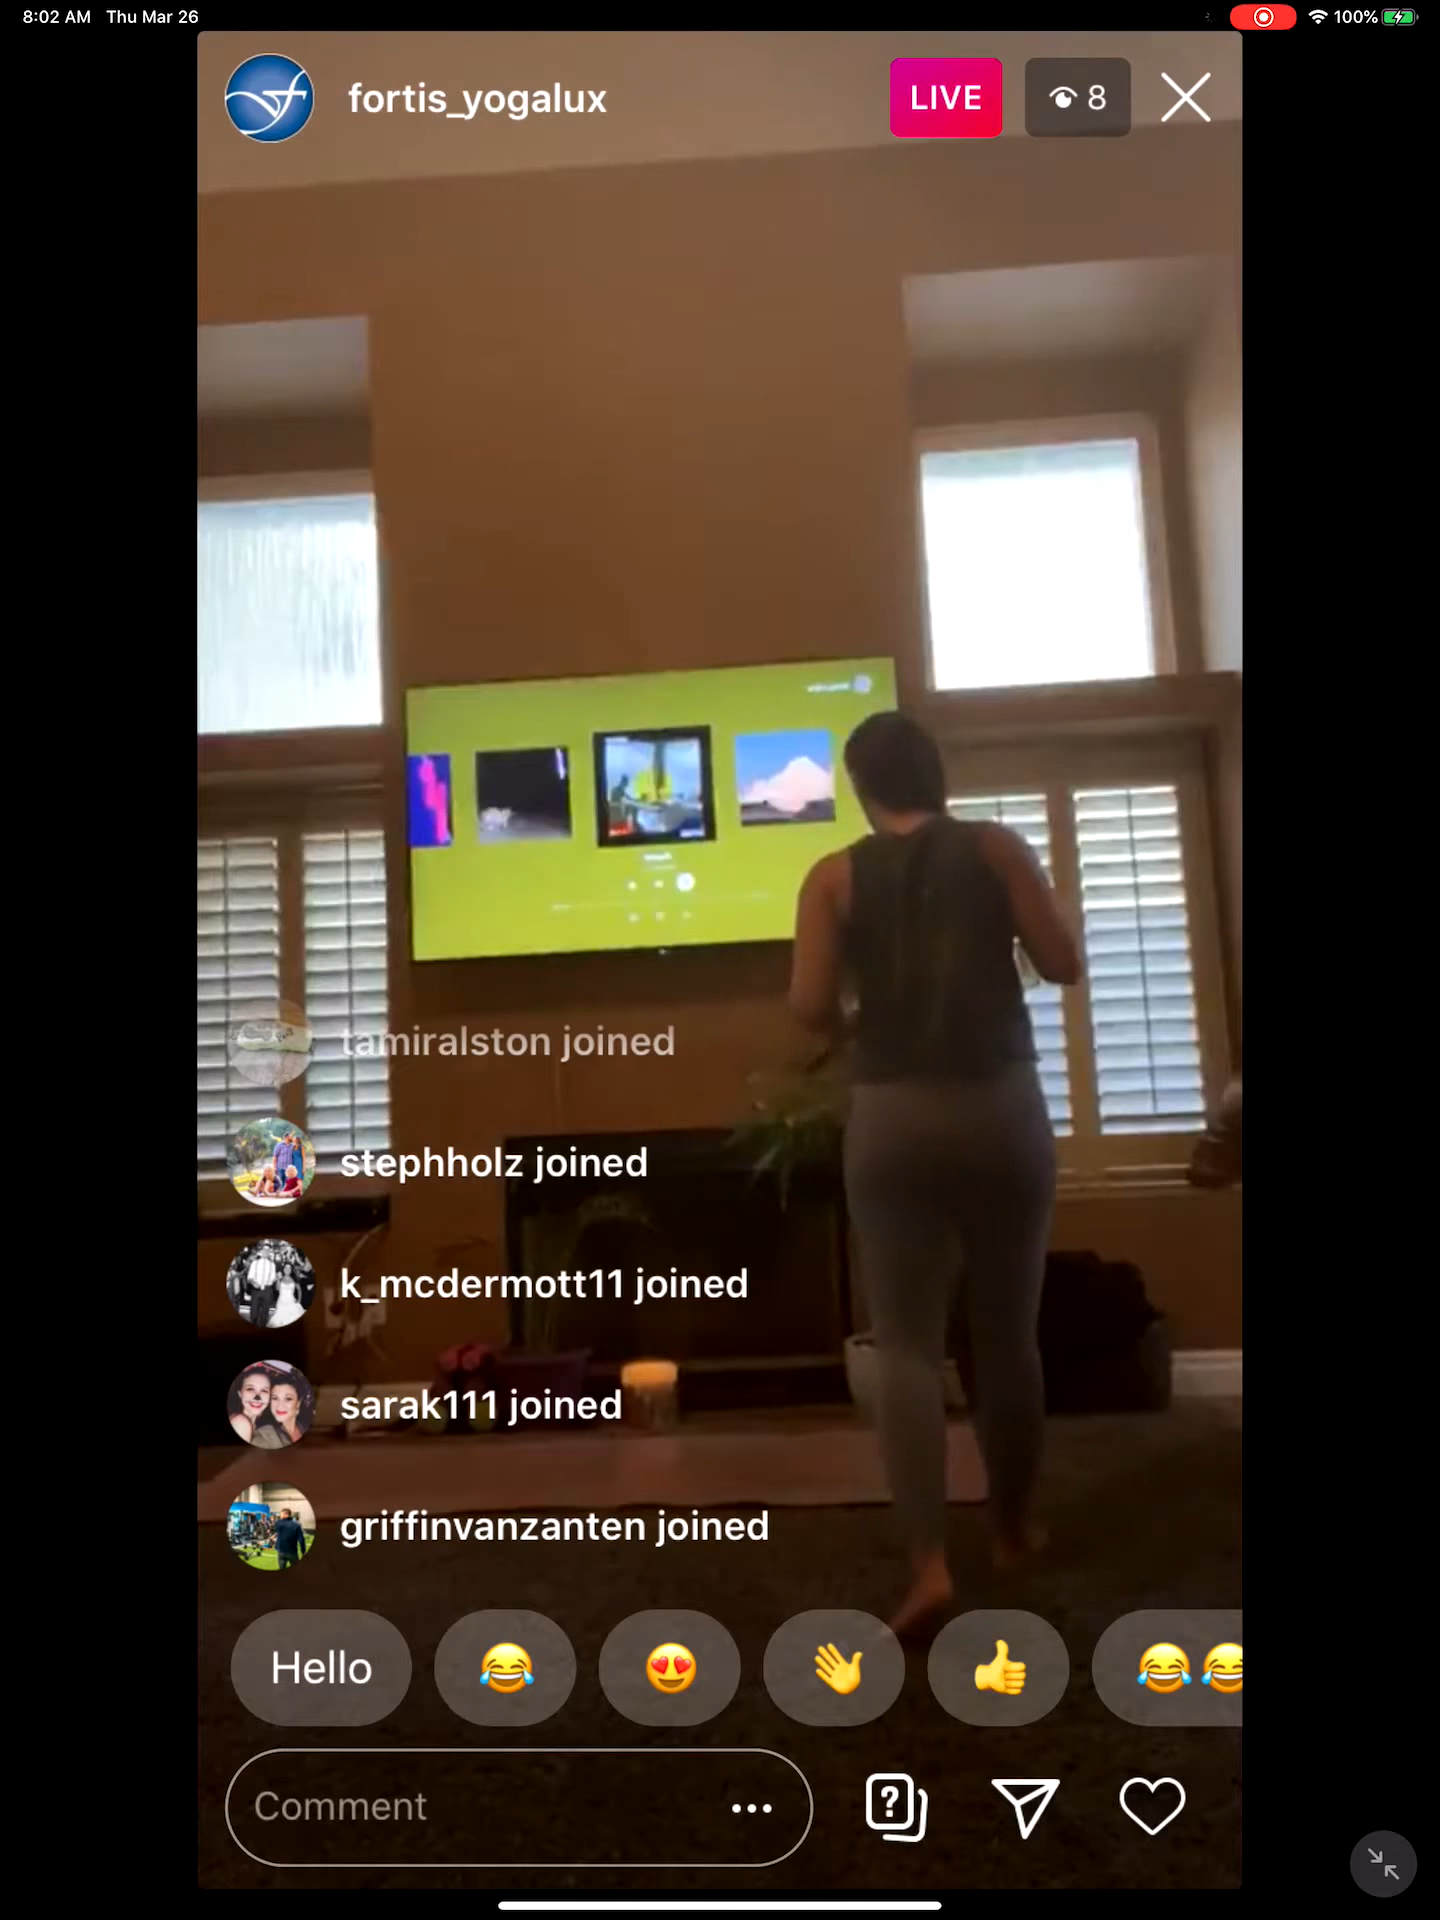 8:02 AM Thu Mar 26
100%
fortis_yogalux
LIVE
8
tamiralston joined
stephholz joined
k_mcdermott11 joined
sarak111 joined
griffinvanzanten joined
Hello
Comment
?